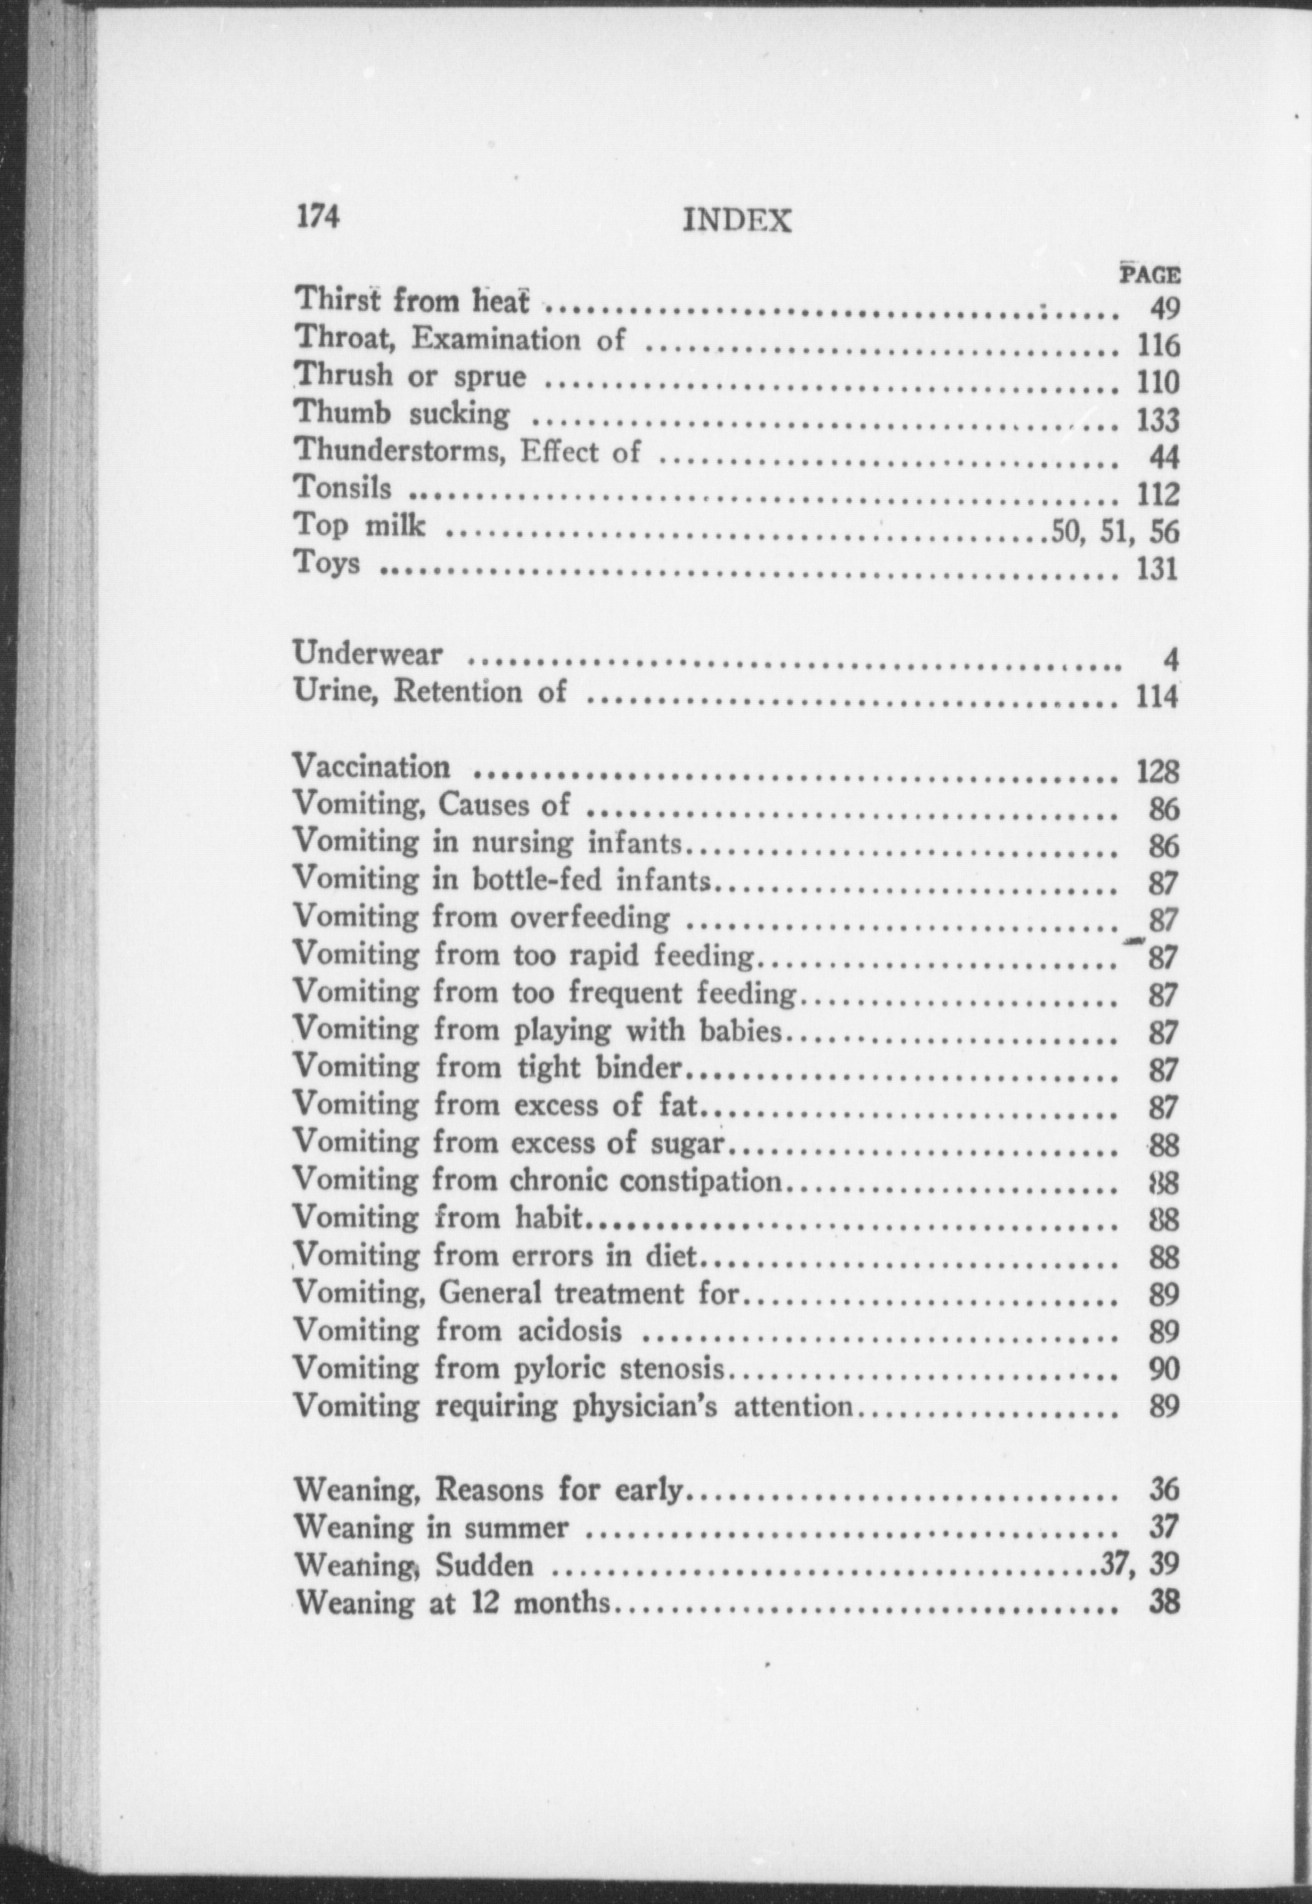 174 INDEX
PAGE
Thirst from heat ........................................ 49
Throat, Examination of .................................. 116
Thrush or sprue ......................................... 110
Thumb sucking .......................................... 133
Thunderstorms, Effect of ................................. 44
Tonsils .................................................. 112
Top milk ...........................................50, 51, 56
Toys .................................................... 131
Underwear .............................................. 4
Urine, Retention of ...................................... 114
Vaccination .............................................. 128
Vomiting, Causes of ...................................... 86
Vomiting in nursing infants............................... 86
Vomiting in bottle-fed infants............................. 87
Vomiting from overfeeding ............................... 87
Vomiting from too rapid feeding.......................... 87
Vomiting from too frequent feeding....................... 87
Vomiting from playing with babies........................ 87
Vomiting from tight binder............................... 87
Vomiting from excess of fat.............................. 87
Vomiting from excess of sugar............................ 88
Vomiting from chronic constipation........................ 88
Vomiting from habit...................................... 88
Vomiting from errors in diet.............................. 88
Vomiting, General treatment for........................... 89
Vomiting from acidosis .................................. 89
Vomiting from pyloric stenosis............................ 90
Vomiting requiring physician's attention................... 89
Weaning, Reasons for early............................... 36
Weaning in summer ...................................... 37
Weaning, Sudden .......................................37, 39
Weaning at 12 months.................................... 38